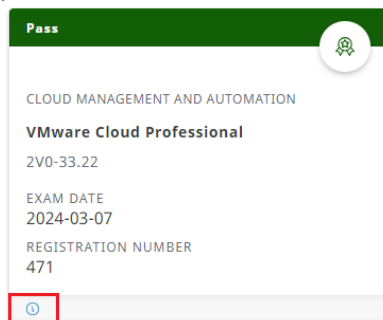 Pass
CLOUD MANAGEMENT AND AUTOMATION
VMware Cloud Professional
2V0-33.22
EXAM DATE
2024-03-07
REGISTRATION NUMBER
471